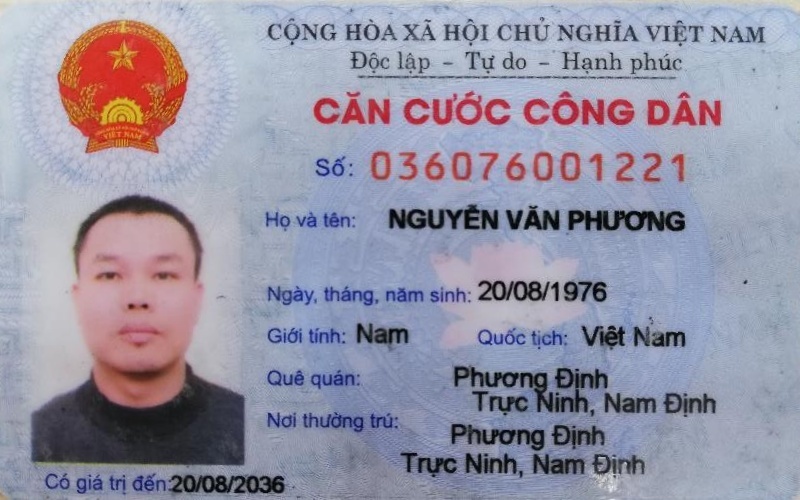 CỘNG HÒA XÃ HỘI CHỦ NGHĨA VIỆT NAM
Độc lập - Tự do - Hạnh phúc
CĂN CƯỚC CÔNG DÂN
Số: 036076001221
Họ và tên: NGUYỄN VĂN PHƯƠNG
Ngày, tháng, năm sinh: 20/08/1976
Giới tính: Nam Quốc tịch: Việt Nam
Quê quán: Phương Định
Trực Ninh, Nam Định
Nơi thường trú: Phương Định
Trực Ninh, Nam Định
Có giá trị đến: 20/08/2036
VIỆT NAM